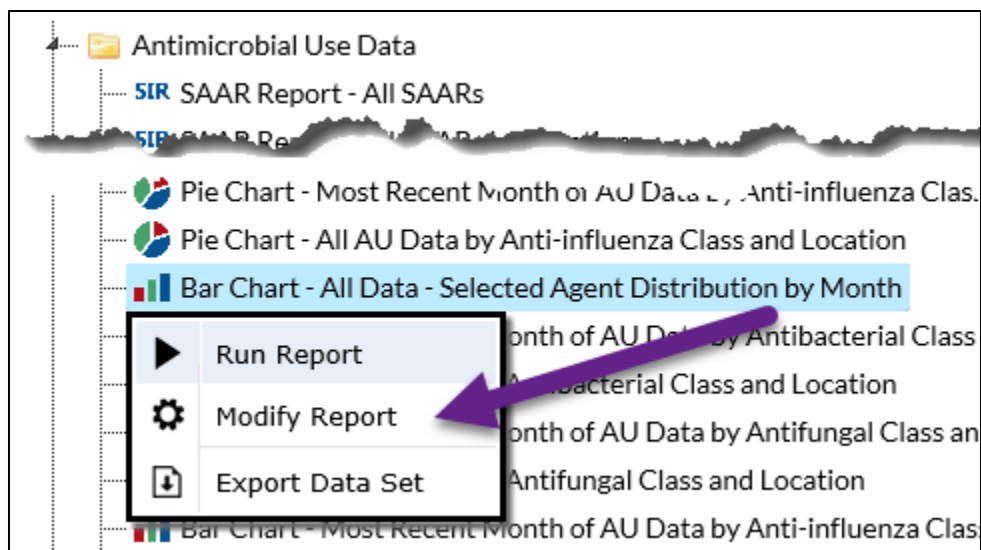 Antimicrobial Use Data
SIR SAAR Report - All SAARs
Pie Chart - Most Recent Month of AU Data by Anti-influenza Clas
Pie Chart - All AU Data by Anti-influenza Class and Location
Bar Chart - All Data - Selected Agent Distribution by Month
Run Report
onth of AU Data by Antibacterial Class
Modify Report
Antibacterial Class and Location
onth of AU Data by Antifungal Class an
Export Data Set
Antifungal Class and Location
Bar Chart - Most Recent Month of AU Data by Anti-influenza Clas